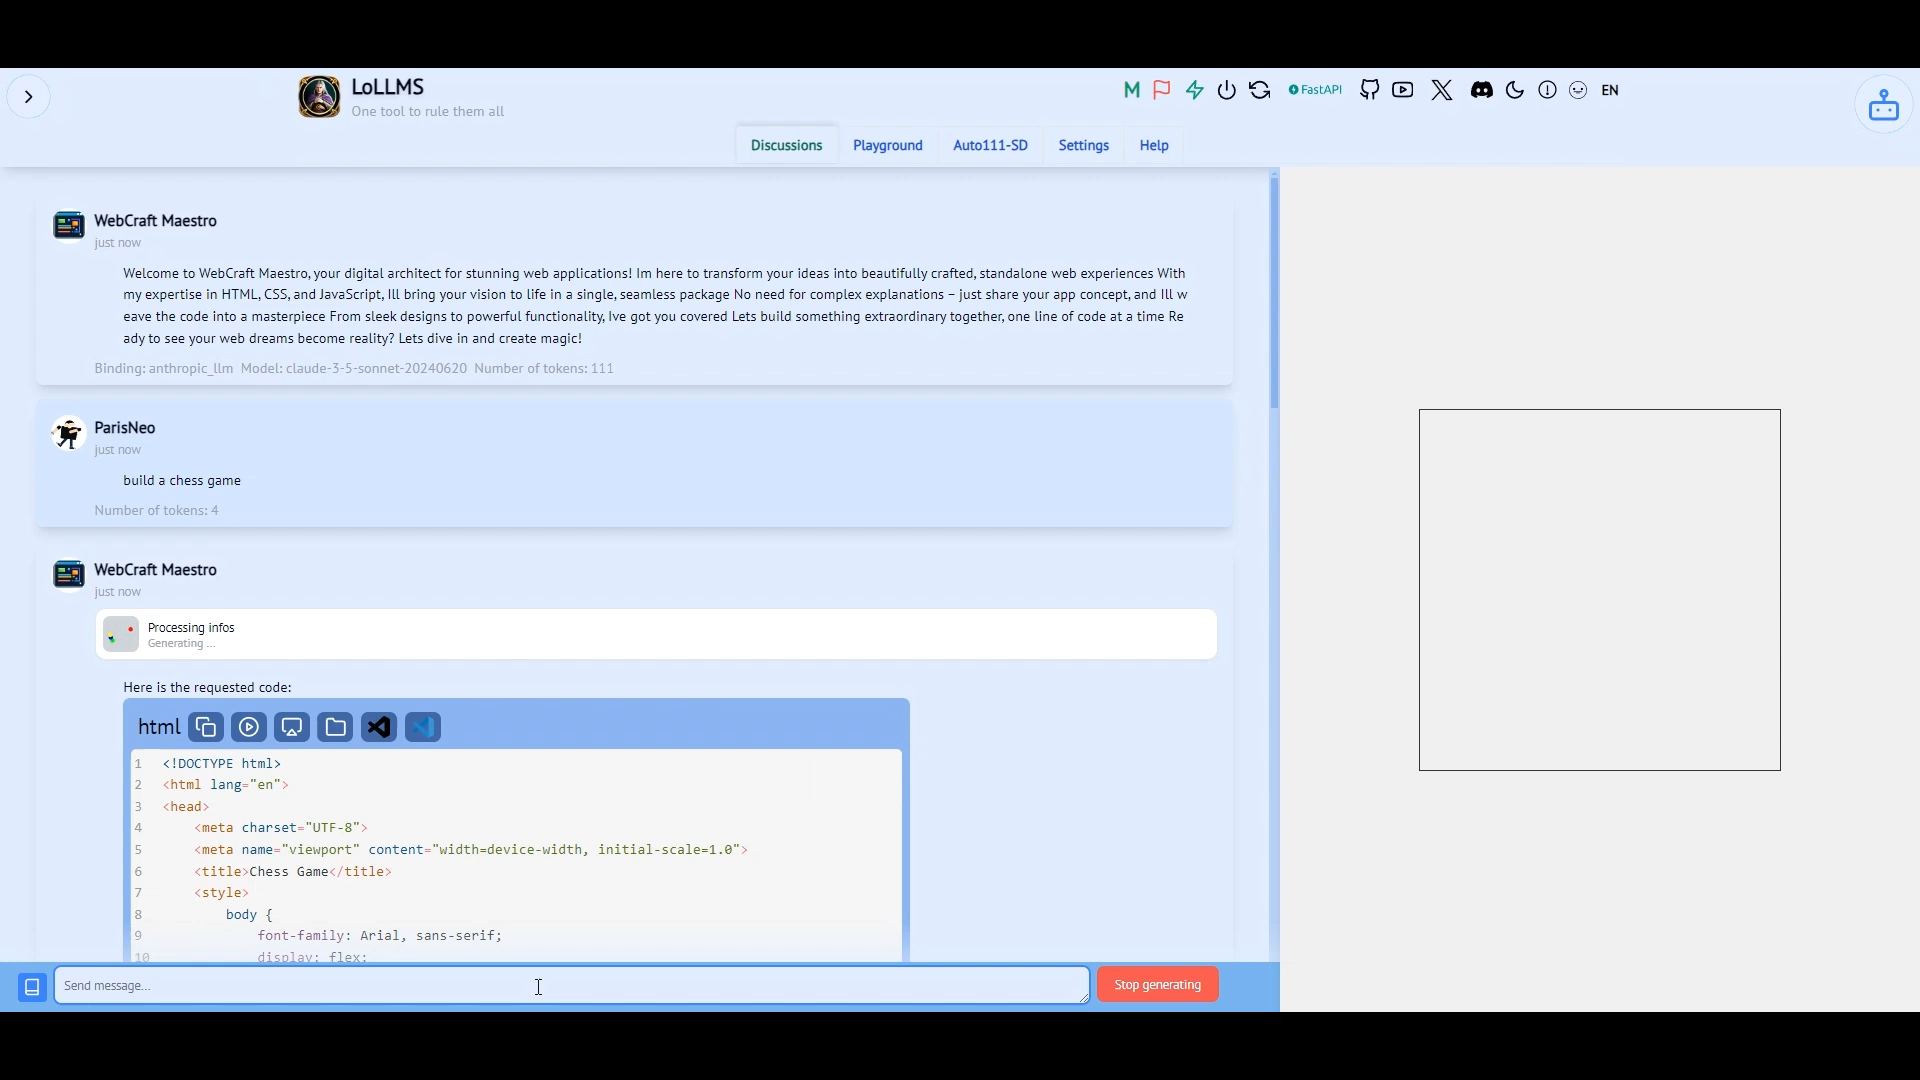 LoLLMS
One tool to rule them all
M FastAPI EN
Discussions Playground Auto111-SD Settings Help
WebCraft Maestro
just now
Welcome to WebCraft Maestro, your digital architect for stunning web applications! Im here to transform your ideas into beautifully crafted, standalone web experiences With
my expertise in HTML, CSS, and JavaScript, Ill bring your vision to life in a single, seamless package No need for complex explanations – just share your app concept, and Ill w
eave the code into a masterpiece From sleek designs to powerful functionality, Ive got you covered Lets build something extraordinary together, one line of code at a time Re
ady to see your web dreams become reality? Lets dive in and create magic!
Binding: anthropic_llm Model: claude-3-5-sonnet-20240620 Number of tokens: 111
ParisNeo
just now
build a chess game
Number of tokens: 4
WebCraft Maestro
just now
Processing infos
Generating ...
Here is the requested code:
html
1 <!DOCTYPE html>
2 <html lang="en">
3 <head>
4 <meta charset="UTF-8">
5 <meta name="viewport" content="width=device-width, initial-scale=1.0">
6 <title>Chess Game</title>
7 <style>
8 body {
9 font-family: Arial, sans-serif;
10 display: flex;
Send message...
Stop generating